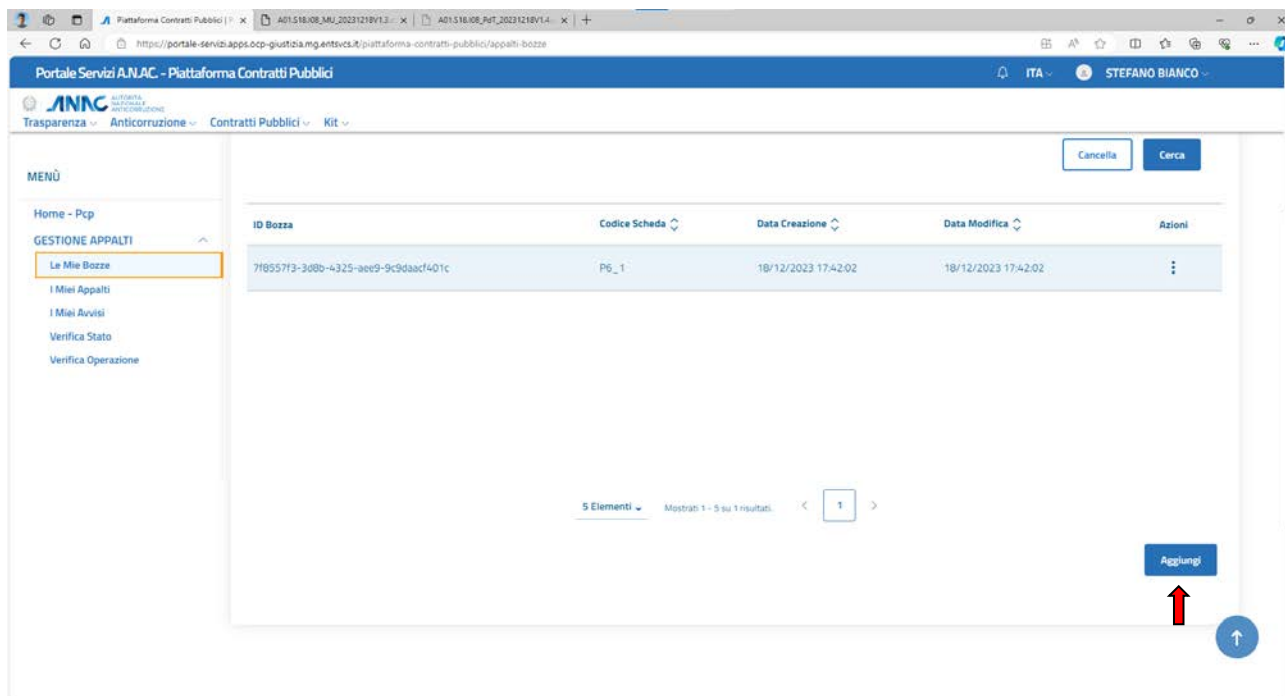 Piattaforma Contratti Pubblici | P
A01.S18.I08_MU_20231218V1.3
A01.S18.I08_PdT_20231218V1.4
https://portale-servizi.apps.ocp-giustizia.mg.entsvcs.it/piattaforma-contratti-pubblici/appalti-bozze
Portale Servizi A.N.AC. - Piattaforma Contratti Pubblici
ITA
STEFANO BIANCO
ANAC
AUTORITÀ
NAZIONALE
ANTICORRUZIONE
Trasparenza Anticorruzione Contratti Pubblici Kit
Cancella Cerca
MENÙ
Home - Pcp
GESTIONE APPALTI
Le Mie Bozze
I Miei Appalti
I Miei Avvisi
Verifica Stato
Verifica Operazione
ID Bozza Codice Scheda Data Creazione Data Modifica Azioni
7f8557f3-3d8b-4325-aee9-9c9daacf401c P6_1 18/12/2023 17:42:02 18/12/2023 17:42:02
5 Elementi Mostrati 1 - 5 su 1 risultati. < 1 >
Aggiungi